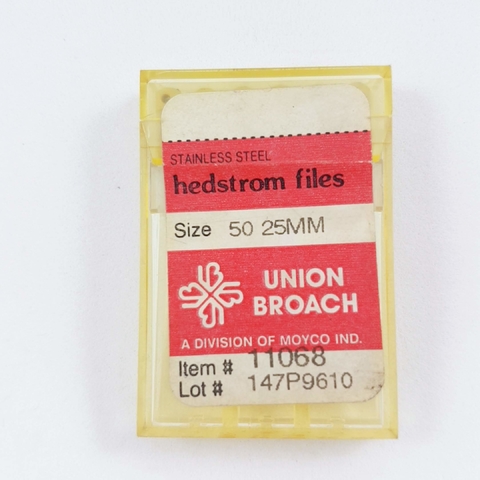 STAINLESS STEEL
hedstrom files
Size 50 25MM
UNION
BROACH
A DIVISION OF MOYCO IND.
Item # 11068
Lot # 147P9610